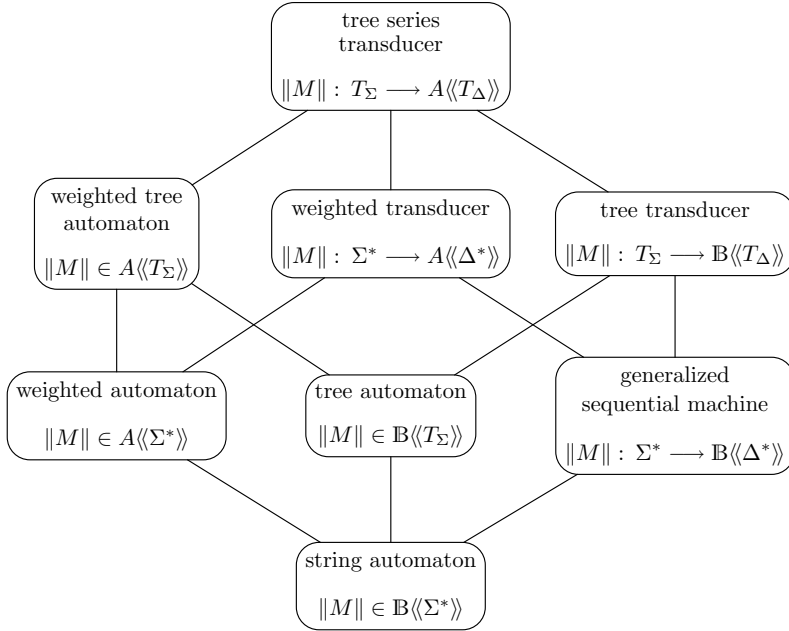 tree series
transducer
‖M‖ : T_Σ ⟶ A⟨⟨T_Δ⟩⟩
weighted tree
automaton
‖M‖ ∈ A⟨⟨T_Σ⟩⟩
weighted transducer
‖M‖ : Σ* ⟶ A⟨⟨Δ*⟩⟩
tree transducer
‖M‖ : T_Σ ⟶ 𝔹⟨⟨T_Δ⟩⟩
weighted automaton
‖M‖ ∈ A⟨⟨Σ*⟩⟩
tree automaton
‖M‖ ∈ 𝔹⟨⟨T_Σ⟩⟩
generalized
sequential machine
‖M‖ : Σ* ⟶ 𝔹⟨⟨Δ*⟩⟩
string automaton
‖M‖ ∈ 𝔹⟨⟨Σ*⟩⟩